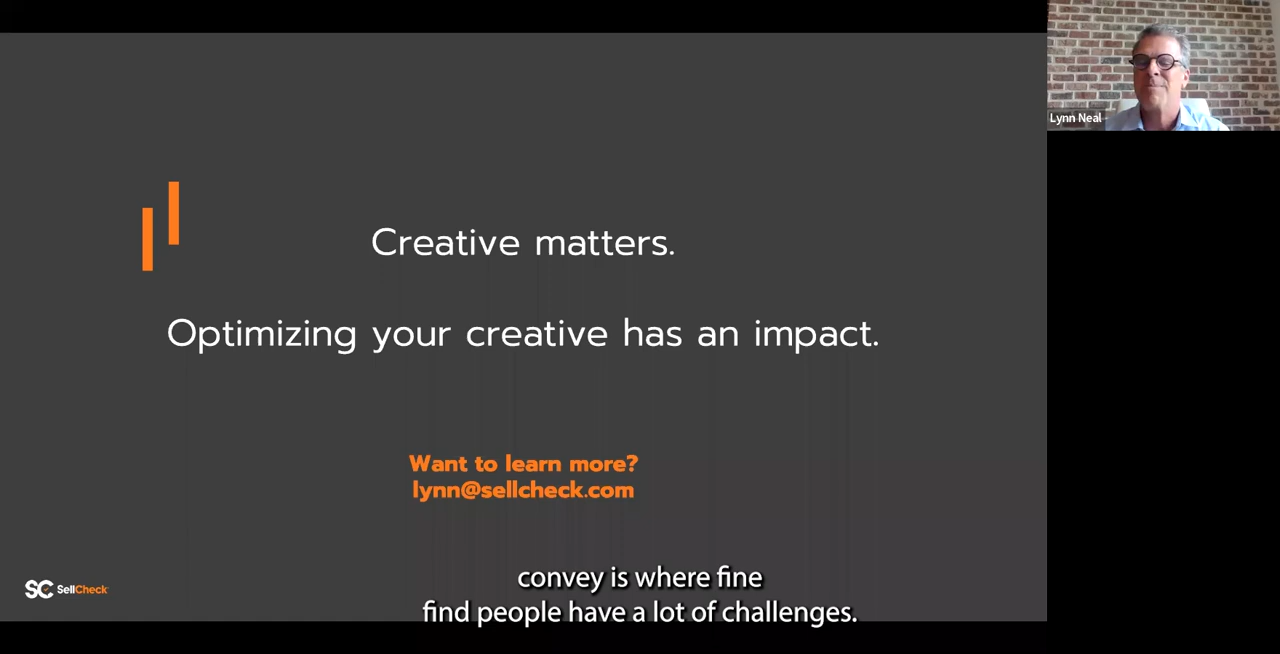 Lynn Neal
Creative matters.
Optimizing your creative has an impact.
Want to learn more?
lynn@sellcheck.com
SC SellCheck
convey is where fine
find people have a lot of challenges.